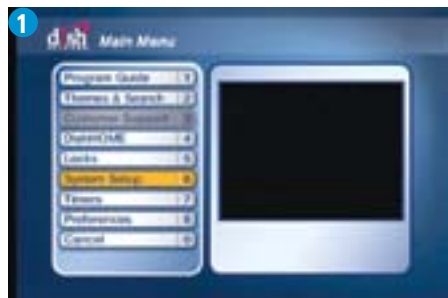 1
dish Main Menu
Program Guide 1
Themes & Search 2
Customer Support 3
DishHOME 4
Locks 5
System Setup 6
Timers 7
Preferences 8
Cancel 0